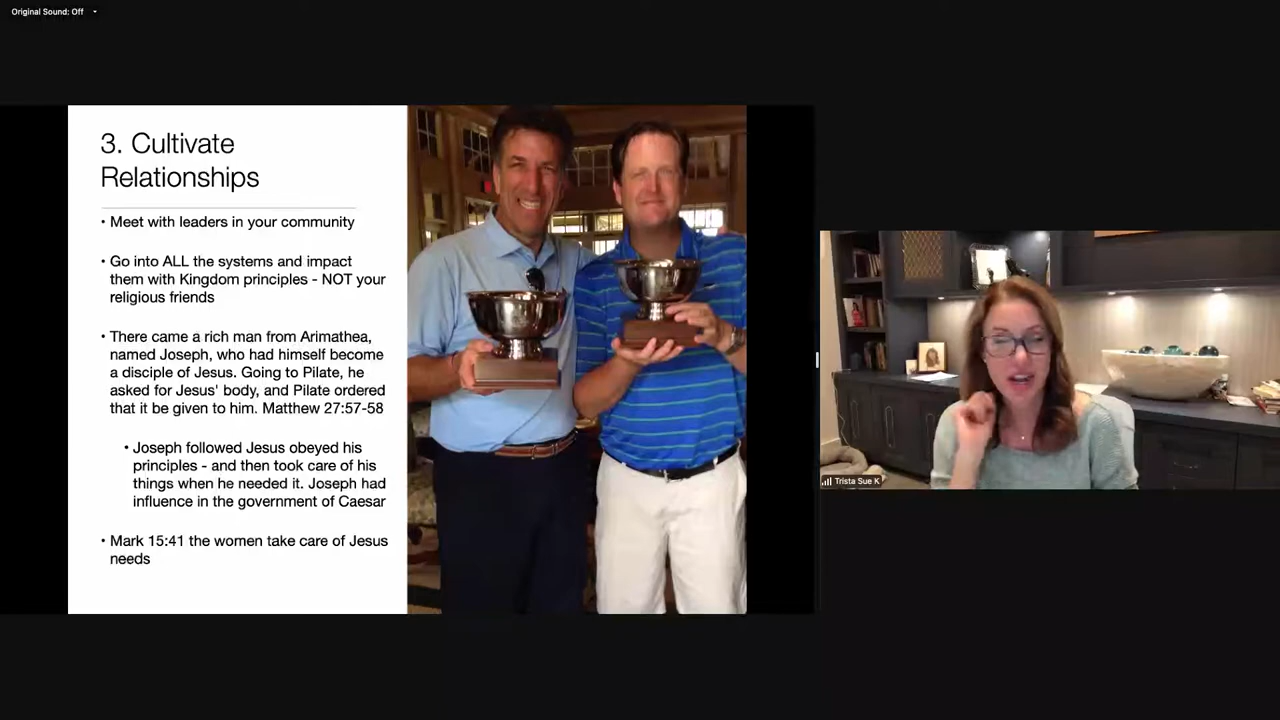 Original Sound: Off
3. Cultivate
Relationships
• Meet with leaders in your community
• Go into ALL the systems and impact
them with Kingdom principles - NOT your
religious friends
• There came a rich man from Arimathea,
named Joseph, who had himself become
a disciple of Jesus. Going to Pilate, he
asked for Jesus' body, and Pilate ordered
that it be given to him. Matthew 27:57-58
• Joseph followed Jesus obeyed his
principles - and then took care of his
things when he needed it. Joseph had
influence in the government of Caesar
• Mark 15:41 the women take care of Jesus
needs
Trista Sue K